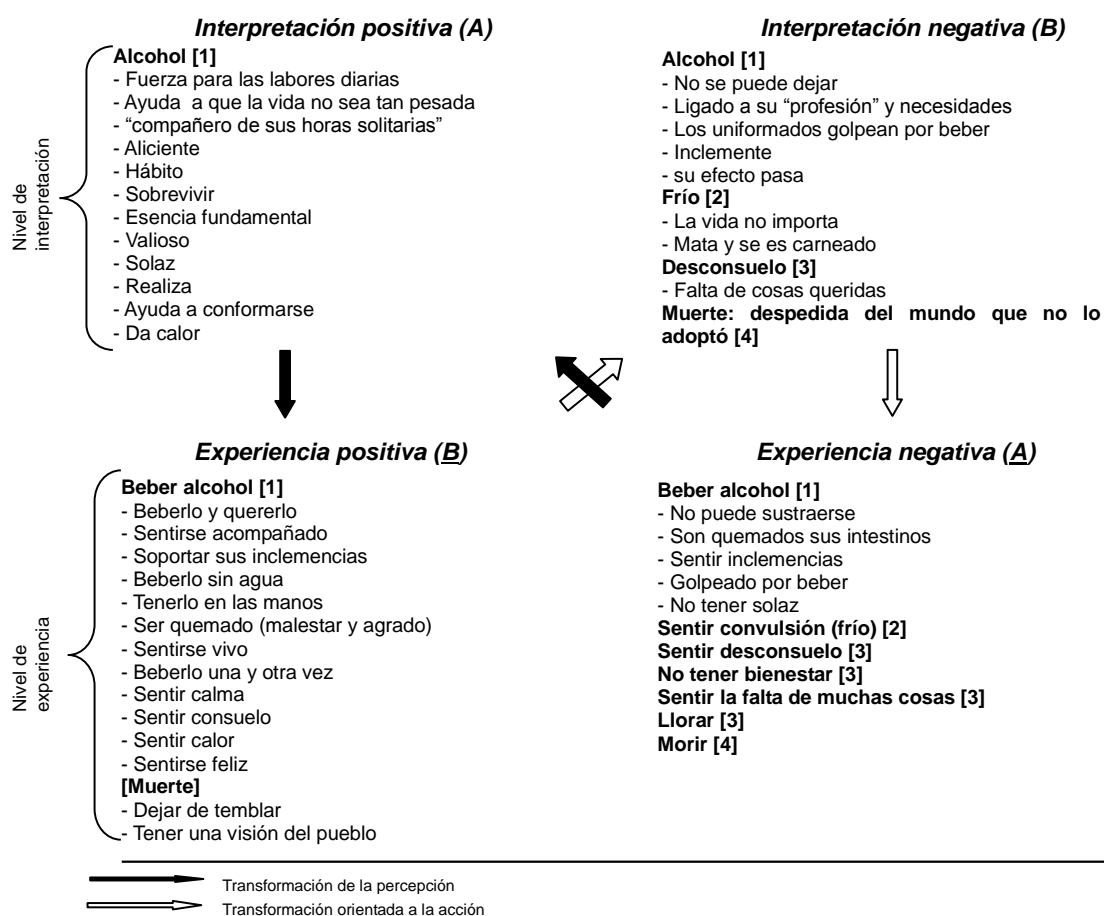 Interpretación positiva (A)
Alcohol [1]
- Fuerza para las labores diarias
- Ayuda a que la vida no sea tan pesada
- “compañero de sus horas solitarias”
- Aliciente
- Hábito
- Sobrevivir
- Esencia fundamental
- Valioso
- Solaz
- Realiza
- Ayuda a conformarse
- Da calor
Nivel de
interpretación
Interpretación negativa (B)
Alcohol [1]
- No se puede dejar
- Ligado a su “profesión” y necesidades
- Los uniformados golpean por beber
- Inclemente
- su efecto pasa
Frío [2]
- La vida no importa
- Mata y se es carneado
Desconsuelo [3]
- Falta de cosas queridas
Muerte: despedida del mundo que no lo
adoptó [4]
Experiencia positiva (B)
Beber alcohol [1]
- Beberlo y quererlo
- Sentirse acompañado
- Soportar sus inclemencias
- Beberlo sin agua
- Tenerlo en las manos
- Ser quemado (malestar y agrado)
- Sentirse vivo
- Beberlo una y otra vez
- Sentir calma
- Sentir consuelo
- Sentir calor
- Sentirse feliz
[Muerte]
- Dejar de temblar
- Tener una visión del pueblo
Nivel de
experiencia
Experiencia negativa (A)
Beber alcohol [1]
- No puede sustraerse
- Son quemados sus intestinos
- Sentir inclemencias
- Golpeado por beber
- No tener solaz
Sentir convulsión (frío) [2]
Sentir desconsuelo [3]
No tener bienestar [3]
Sentir la falta de muchas cosas [3]
Llorar [3]
Morir [4]
Transformación de la percepción
Transformación orientada a la acción